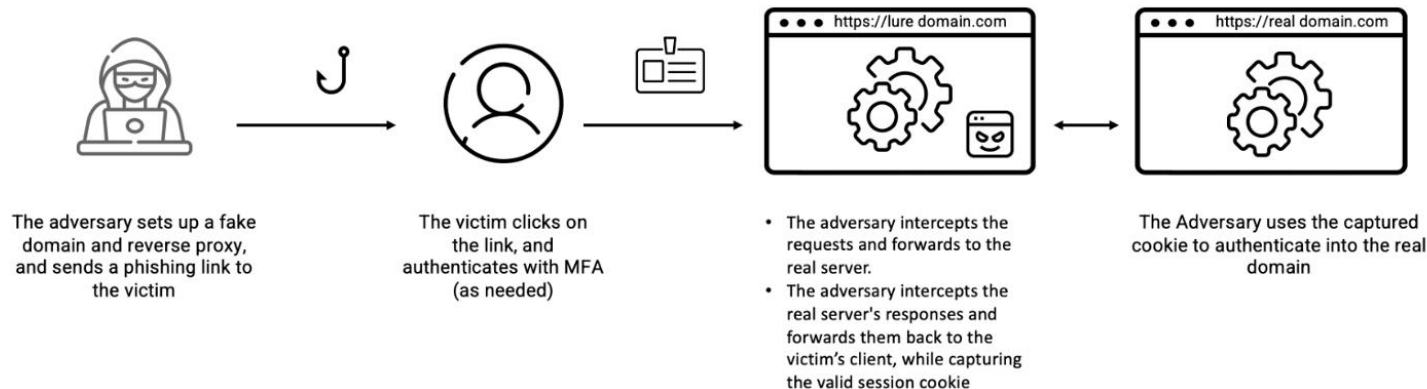 https://lure domain.com
https://real domain.com
The adversary sets up a fake
domain and reverse proxy,
and sends a phishing link to
the victim
The victim clicks on
the link, and
authenticates with MFA
(as needed)
• The adversary intercepts the
requests and forwards to the
real server.
• The adversary intercepts the
real server's responses and
forwards them back to the
victim's client, while capturing
the valid session cookie
The Adversary uses the captured
cookie to authenticate into the real
domain